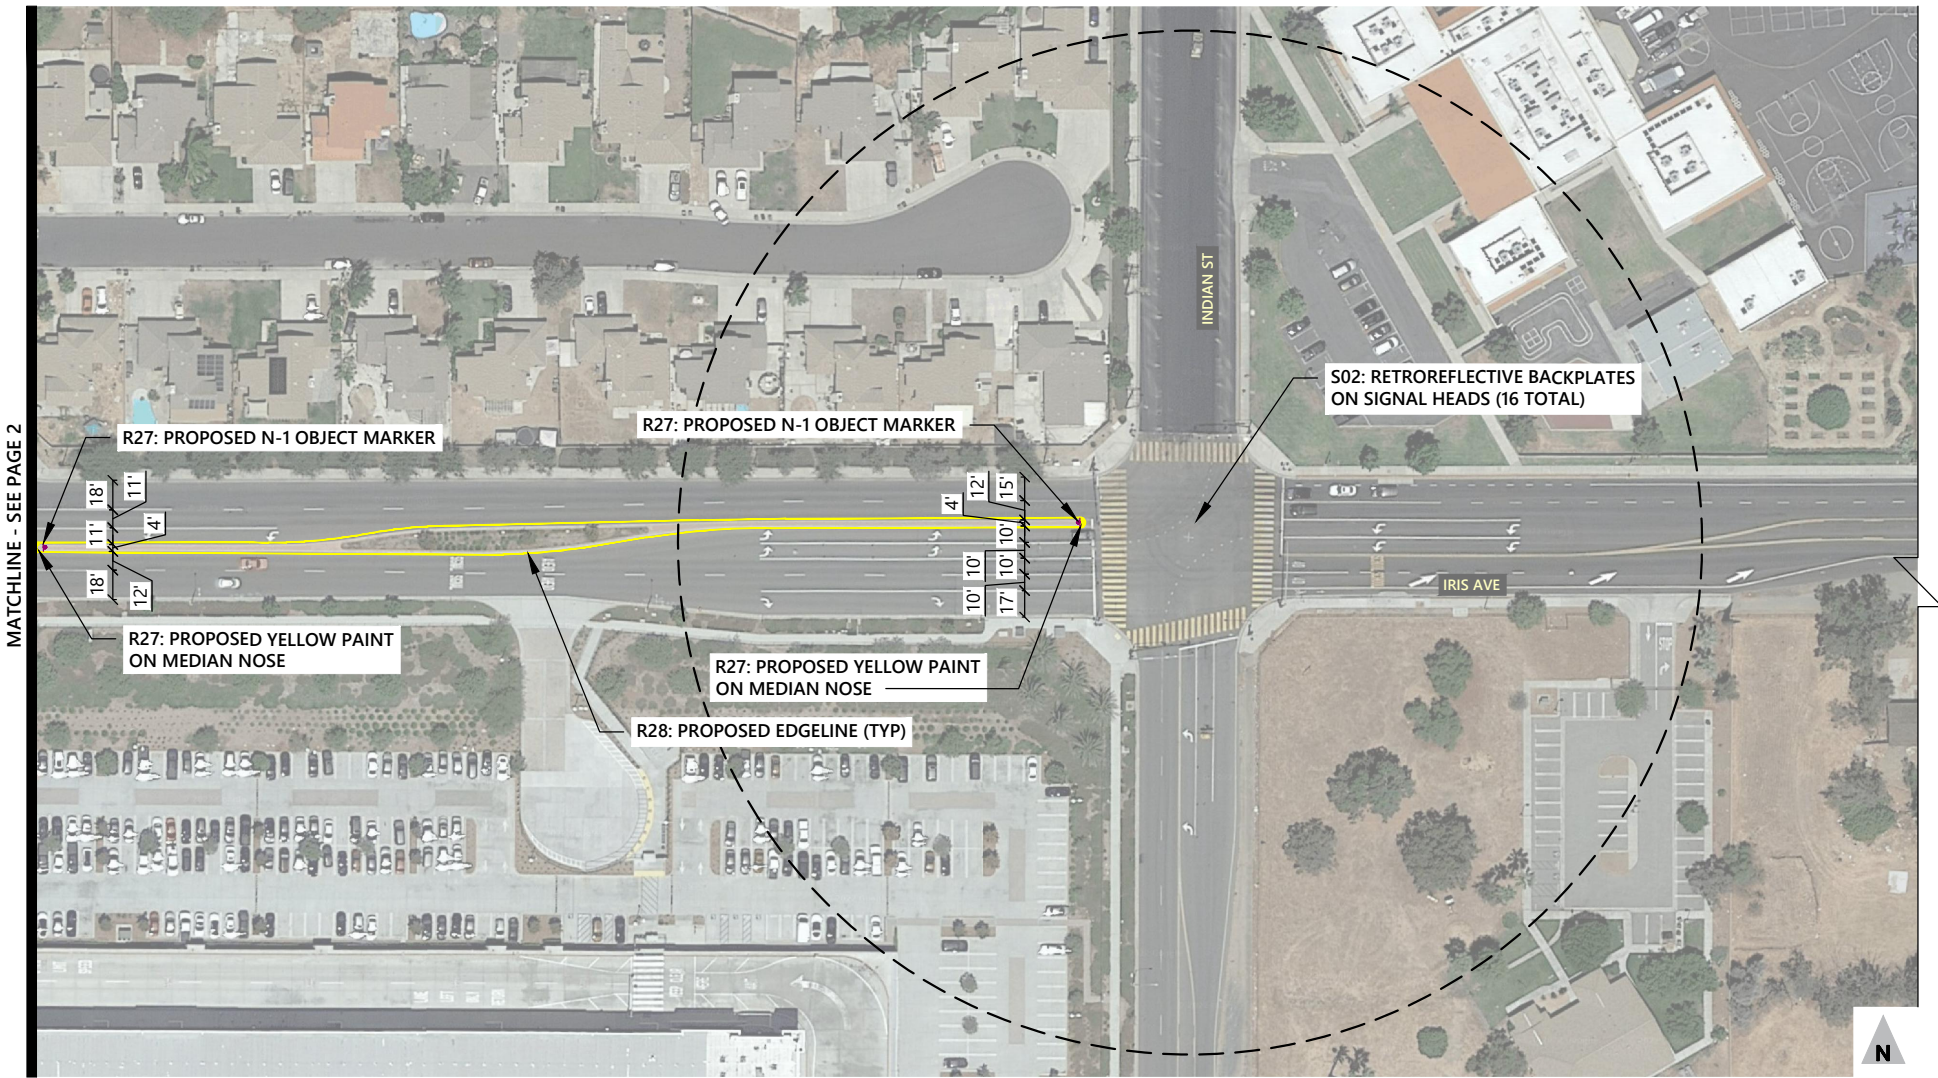 MATCHLINE - SEE PAGE 2
R27: PROPOSED N-1 OBJECT MARKER
R27: PROPOSED N-1 OBJECT MARKER
INDIAN ST
S02: RETROREFLECTIVE BACKPLATES
ON SIGNAL HEADS (16 TOTAL)
18'
11'
11'
4'
18'
12'
4'
12'
15'
10'
10'
10'
10'
17'
IRIS AVE
R27: PROPOSED YELLOW PAINT
ON MEDIAN NOSE
R27: PROPOSED YELLOW PAINT
ON MEDIAN NOSE
R28: PROPOSED EDGELINE (TYP)
STOP
N